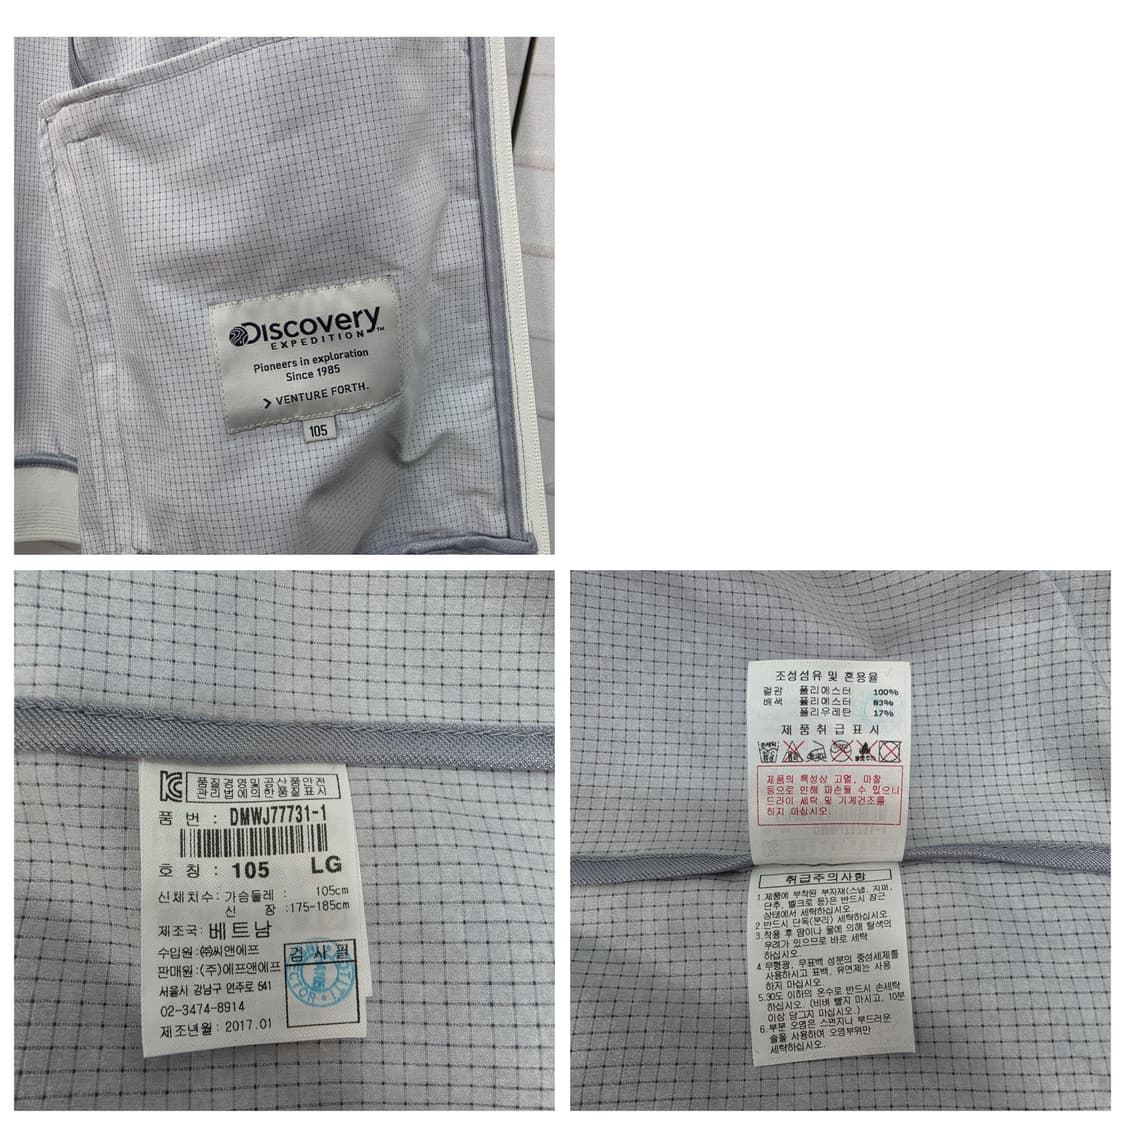 DISCOVERY™
EXPEDITION
Pioneers in exploration
Since 1985
VENTURE FORTH.
105
품질경영및공산품안전
관리법에의한품질표시
품 번 : DMWJ77731-1
호 칭 : 105 LG
신체치수: 가슴둘레 : 105cm
신 장 :175-185cm
제조국: 베트남
수입원:㈜씨앤에프
판매원:(주)에프앤에프
서울시 강남구 언주로 541
02-3474-8914
제조년월 : 2017.01
검 사 필
조성섬유 및 혼용율
겉감 폴리에스터 100%
배색 폴리에스터 83%
폴리우레탄 17%
제 품 취 급 표 시
제품의 특성상 고열, 마찰
등으로 인해 파손될 수 있으니
드라이 세탁 및 기계건조를
하지 마십시오.
취급주의사항
1.제품에 부착된 부자재(스냅, 지퍼,
단추, 벨크로 등)은 반드시 잠근
상태에서 세탁하십시오.
2.반드시 단독(분리) 세탁하십시오.
3.착용 후 땀이나 물에 의해 탈색의
우려가 있으므로 바로 세탁
하십시오.
4.무형광, 무표백 성분의 중성세제를
사용하시고 표백, 유연제는 사용
하지 마십시오.
5.30도 이하의 온수로 반드시 손세탁
하십시오. (비벼 빨지 마시고, 10분
이상 담그지 마십시오.)
6.부분 오염은 스펀지나 부드러운
솔을 사용하여 오염부위만
세탁하십시오.